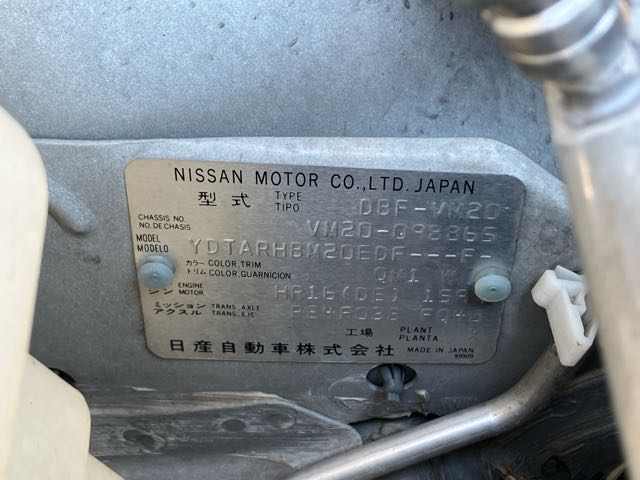 NISSAN MOTOR CO.,LTD. JAPAN
型式 TYPE TIPO DBF-VM20-
CHASSIS NO. NO.DE CHASIS VM20-098865
MODEL MODELO YDTARHBM20EDF---F-
カラー トリム COLOR,TRIM COLOR,GUARNICION QM1 K
ジン ENGINE MOTOR HR16(DE)
ミッション アクスル TRANS.,AXLE TRANS.,EJE
工場 PLANT PLANTA
日産自動車株式会社 MADE IN JAPAN
89909